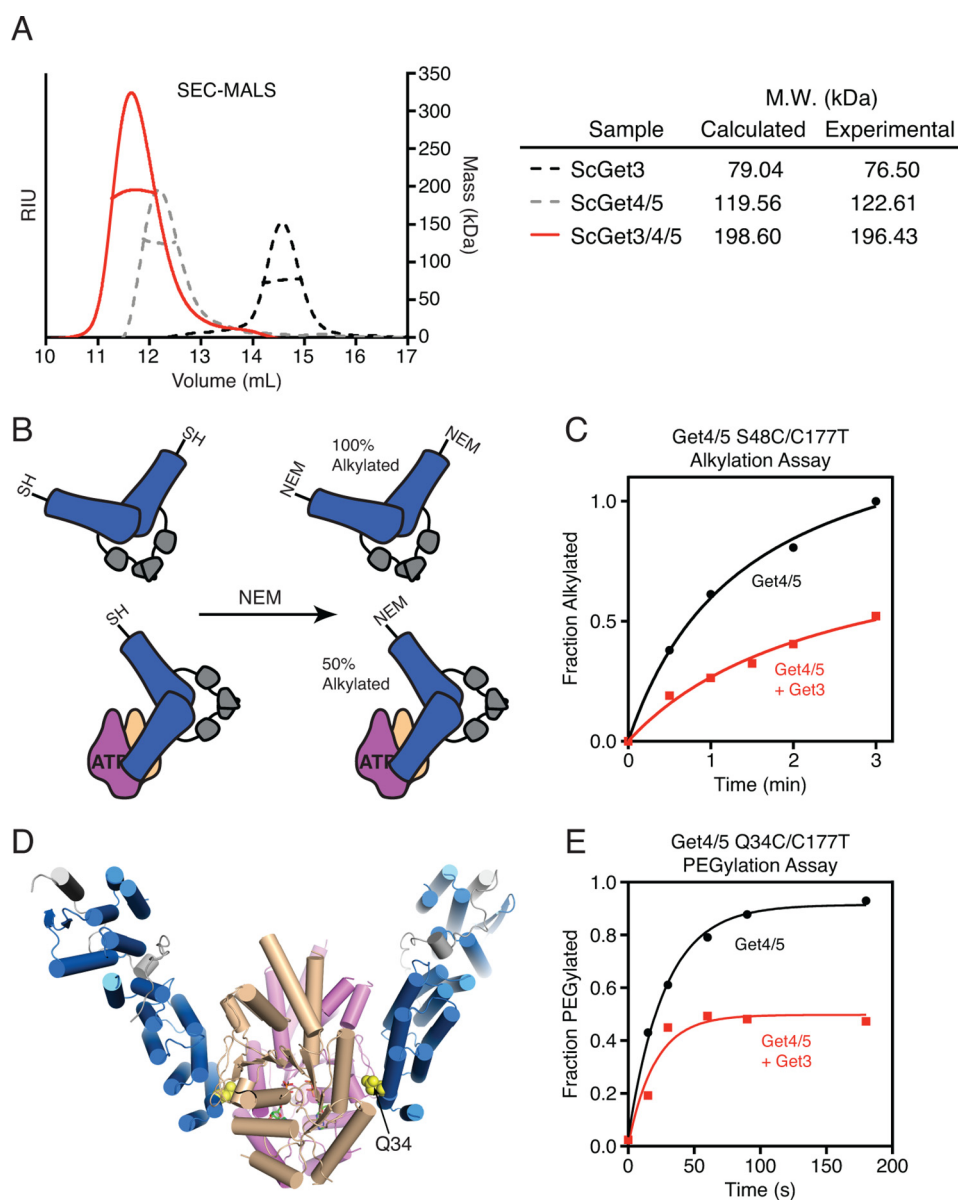 A
SEC-MALS
RIU
350
300
250
200
150
100
50
0
Mass (kDa)
10 11 12 13 14 15 16 17
Volume (mL)
M.W. (kDa)
Sample Calculated Experimental
ScGet3 79.04 76.50
ScGet4/5 119.56 122.61
ScGet3/4/5 198.60 196.43
B
SH
SH
NEM
NEM
100%
Alkylated
NEM
SH
ATP
NEM
50%
Alkylated
ATP
C
Get4/5 S48C/C177T
Alkylation Assay
Fraction Alkylated
1.0
0.5
0.0
Get4/5
Get4/5
+ Get3
0 1 2 3
Time (min)
D
Q34
E
Get4/5 Q34C/C177T
PEGylation Assay
Fraction PEGylated
1.0
0.8
0.6
0.4
0.2
0.0
Get4/5
Get4/5
+ Get3
0 50 100 150 200
Time (s)